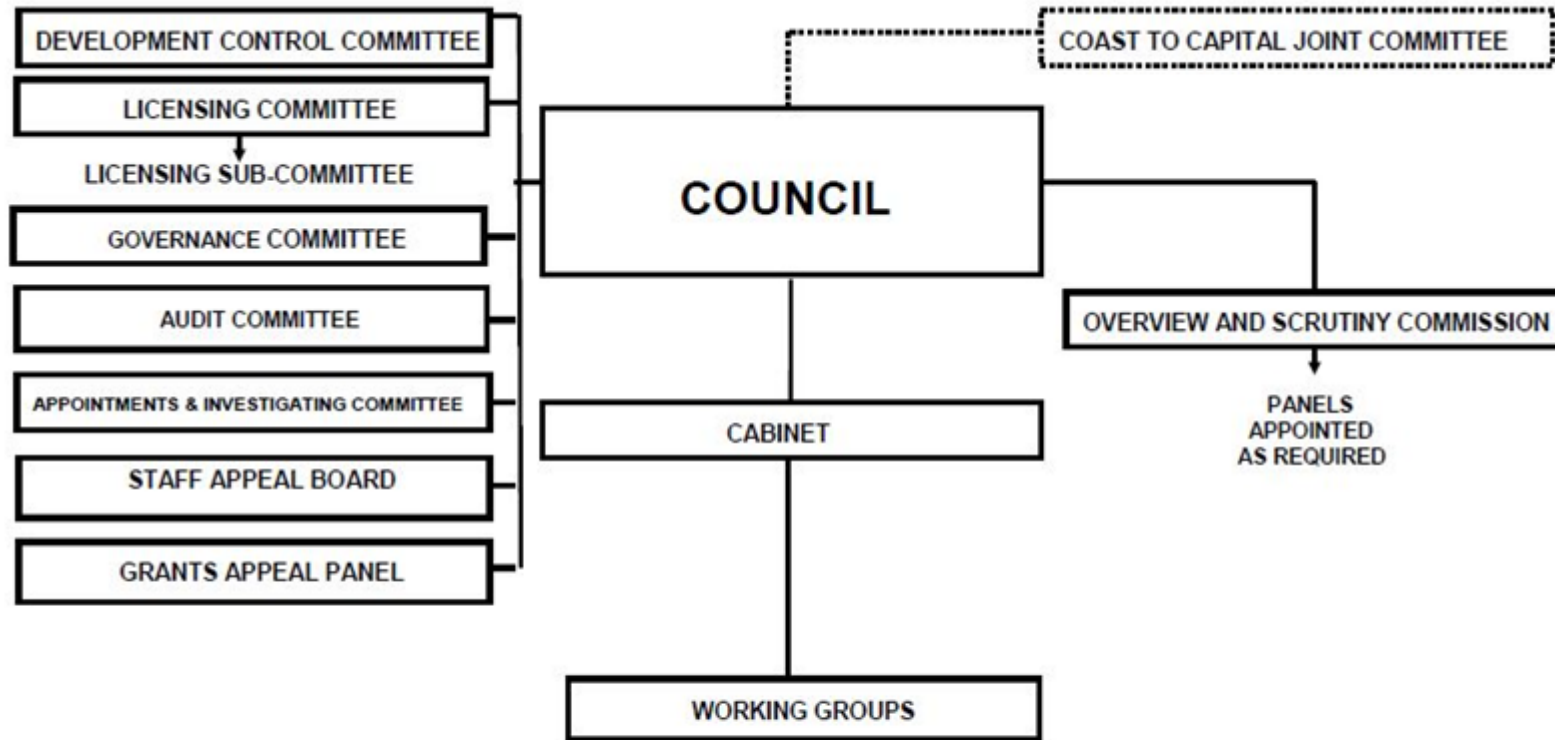 DEVELOPMENT CONTROL COMMITTEE
COAST TO CAPITAL JOINT COMMITTEE
LICENSING COMMITTEE
LICENSING SUB-COMMITTEE
COUNCIL
GOVERNANCE COMMITTEE
AUDIT COMMITTEE
OVERVIEW AND SCRUTINY COMMISSION
APPOINTMENTS & INVESTIGATING COMMITTEE
CABINET
PANELS
APPOINTED
AS REQUIRED
STAFF APPEAL BOARD
GRANTS APPEAL PANEL
WORKING GROUPS